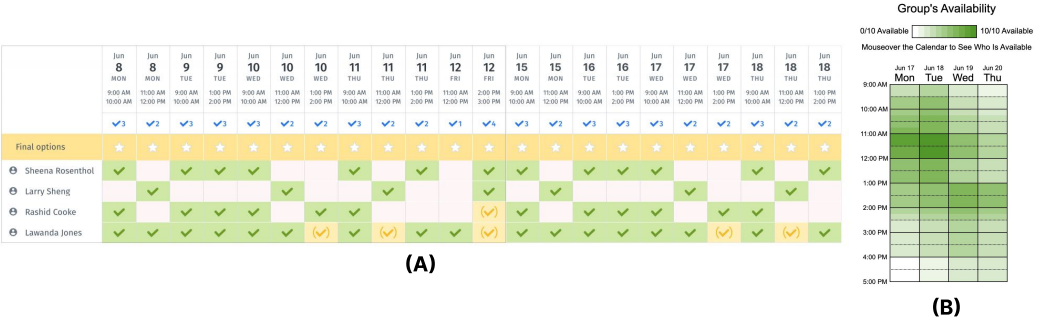 Jun Jun Jun Jun Jun Jun Jun Jun Jun Jun Jun Jun Jun Jun Jun Jun Jun Jun Jun Jun Jun Jun
8 8 9 9 10 10 10 11 11 11 12 12 15 15 16 16 17 17 17 18 18 18
MON MON TUE TUE WED WED WED THU THU THU FRI FRI MON MON TUE TUE WED WED WED THU THU THU
9:00 AM 11:00 AM 9:00 AM 1:00 PM 9:00 AM 11:00 AM 1:00 PM 9:00 AM 11:00 AM 1:00 PM 11:00 AM 2:00 PM 9:00 AM 11:00 AM 9:00 AM 1:00 PM 9:00 AM 11:00 AM 1:00 PM 9:00 AM 11:00 AM 1:00 PM
10:00 AM 12:00 PM 10:00 AM 2:00 PM 10:00 AM 12:00 PM 2:00 PM 10:00 AM 12:00 PM 2:00 PM 12:00 PM 3:00 PM 10:00 AM 12:00 PM 10:00 AM 2:00 PM 10:00 AM 12:00 PM 2:00 PM 10:00 AM 12:00 PM 2:00 PM
✓3 ✓2 ✓3 ✓3 ✓3 ✓2 ✓2 ✓3 ✓2 ✓2 ✓1 ✓4 ✓3 ✓2 ✓3 ✓3 ✓3 ✓2 ✓2 ✓3 ✓2 ✓2
Final options
Sheena Rosenthol
Larry Sheng
Rashid Cooke
Lawanda Jones
(A)
Group's Availability
0/10 Available 10/10 Available
Mouseover the Calendar to See Who Is Available
Jun 17 Jun 18 Jun 19 Jun 20
Mon Tue Wed Thu
9:00 AM
10:00 AM
11:00 AM
12:00 PM
1:00 PM
2:00 PM
3:00 PM
4:00 PM
5:00 PM
(B)